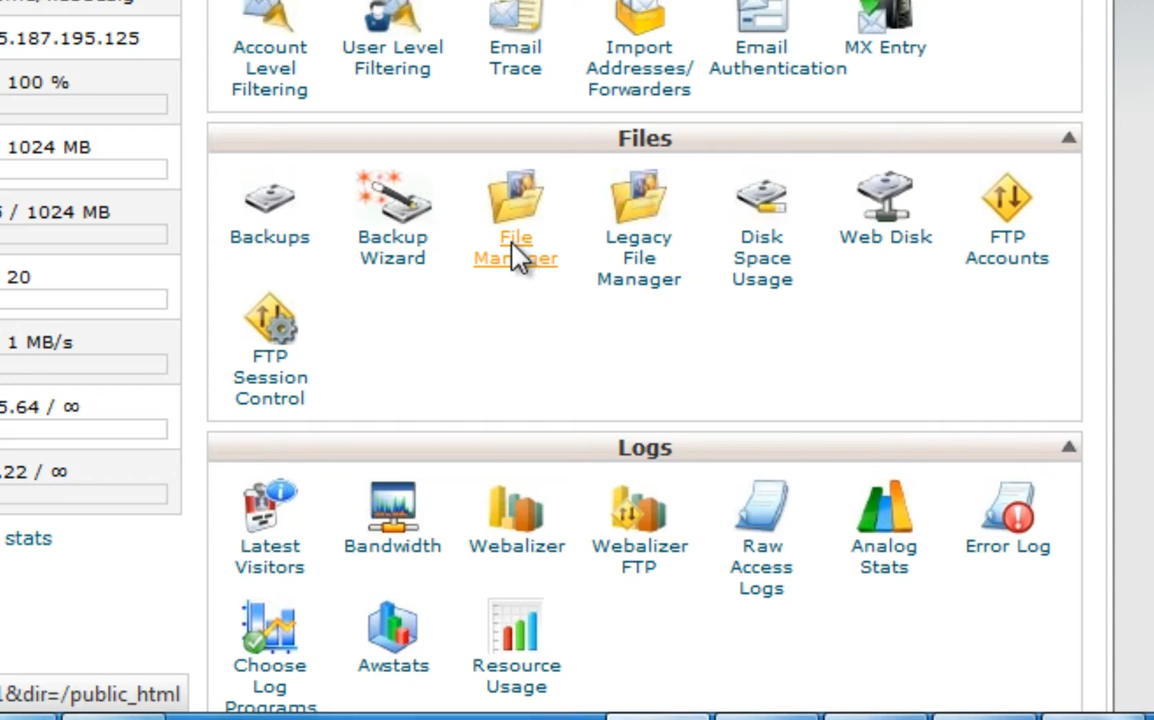 5.187.195.125
100 %
1024 MB
/ 1024 MB
20
1 MB/s
5.64 / ∞
.22 / ∞
stats
Account Level Filtering
User Level Filtering
Email Trace
Import Addresses/ Forwarders
Email Authentication
MX Entry
Files
Backups
Backup Wizard
File Manager
Legacy File Manager
Disk Space Usage
Web Disk
FTP Accounts
FTP Session Control
Logs
Latest Visitors
Bandwidth
Webalizer
Webalizer FTP
Raw Access Logs
Analog Stats
Error Log
Choose Log Programs
Awstats
Resource Usage
&dir=/public_html